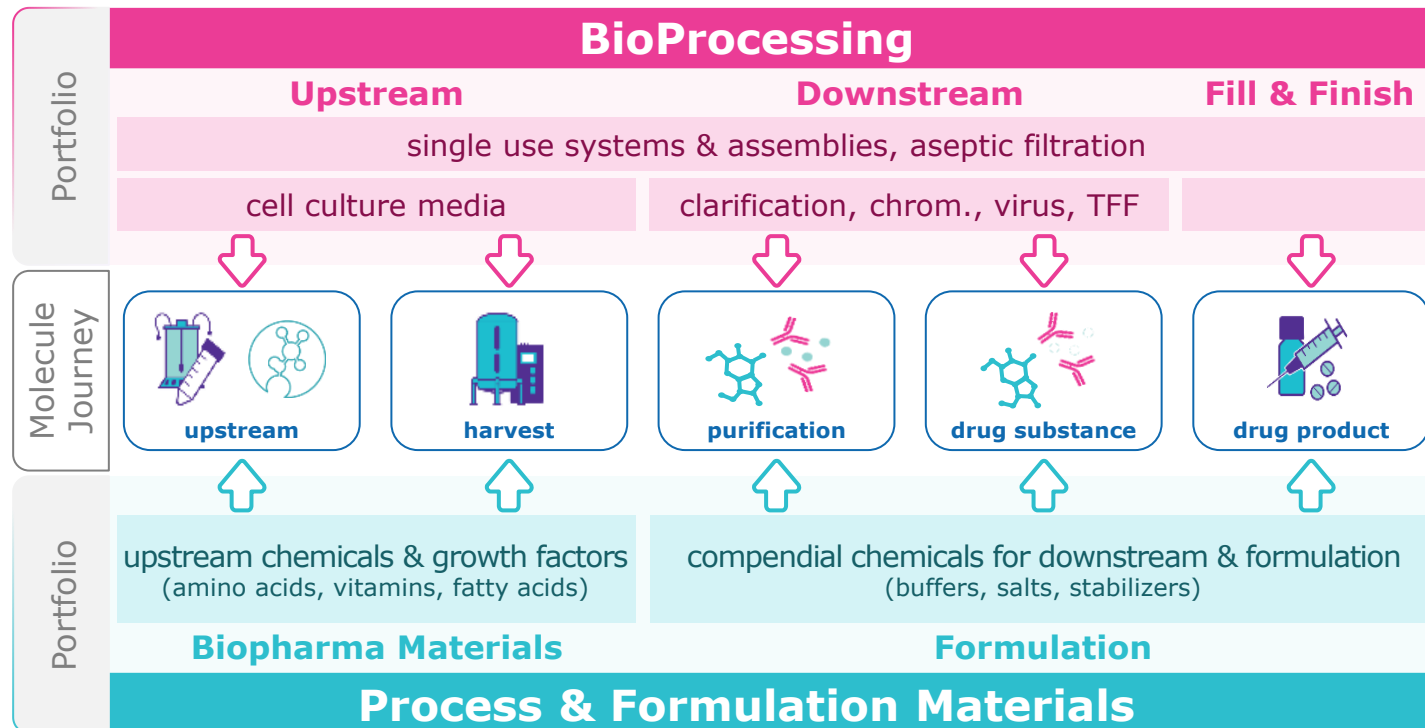 BioProcessing
Portfolio
Upstream
Downstream
Fill & Finish
single use systems & assemblies, aseptic filtration
cell culture media
clarification, chrom., virus, TFF
Molecule
Journey
upstream
harvest
purification
drug substance
drug product
Portfolio
upstream chemicals & growth factors
(amino acids, vitamins, fatty acids)
compendial chemicals for downstream & formulation
(buffers, salts, stabilizers)
Biopharma Materials
Formulation
Process & Formulation Materials